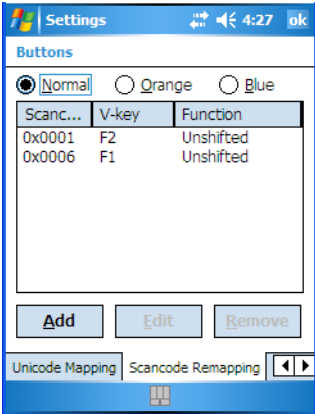 Settings 4:27 ok
Buttons
Normal Orange Blue
Scanc... V-key Function
0x0001 F2 Unshifted
0x0006 F1 Unshifted
Add Edit Remove
Unicode Mapping Scancode Remapping